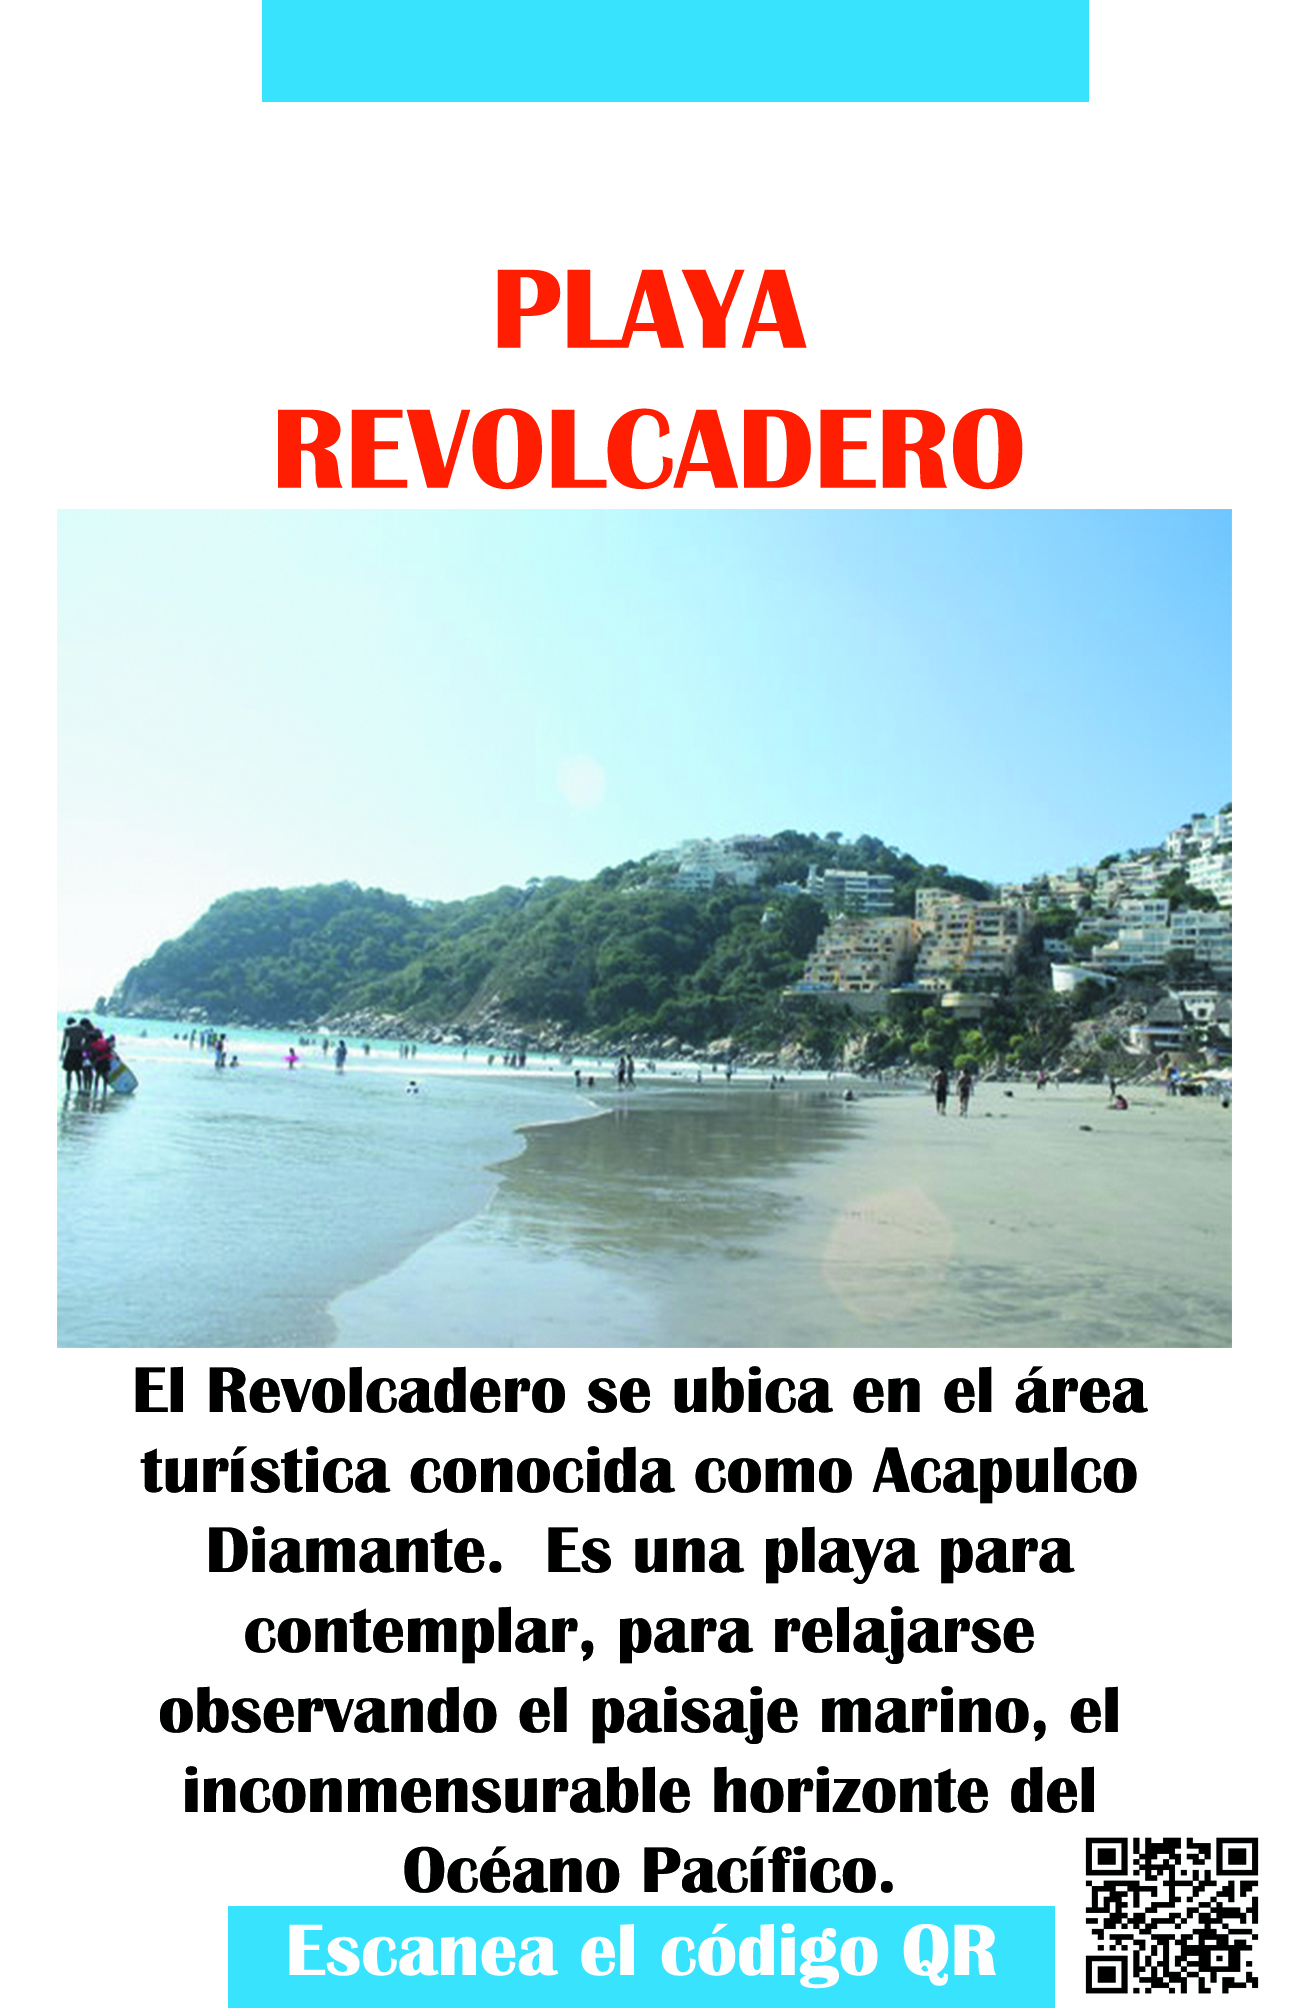 PLAYA
REVOLCADERO
El Revolcadero se ubica en el área
turística conocida como Acapulco
Diamante.  Es una playa para
contemplar, para relajarse
observando el paisaje marino, el
inconmensurable horizonte del
Océano Pacífico.
Escanea el código QR